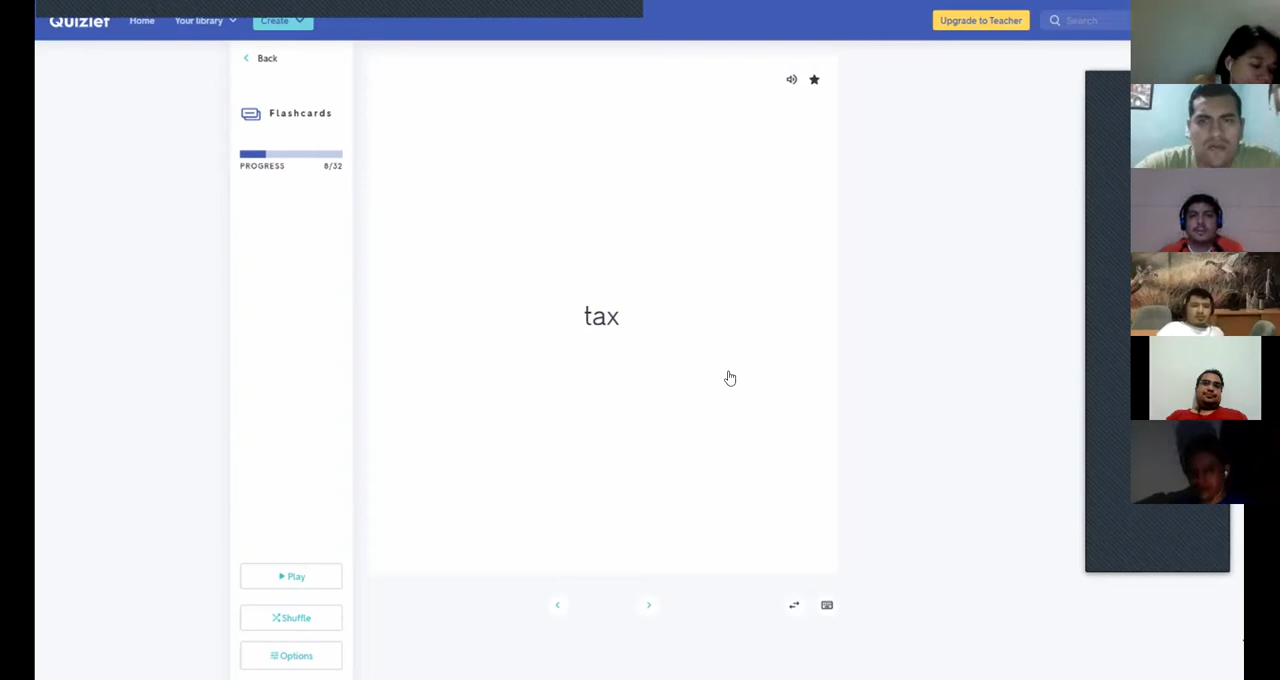 Quizlet Home Your library Create Upgrade to Teacher Search
Back
Flashcards
PROGRESS 8/32
tax
Play
Shuffle
Options